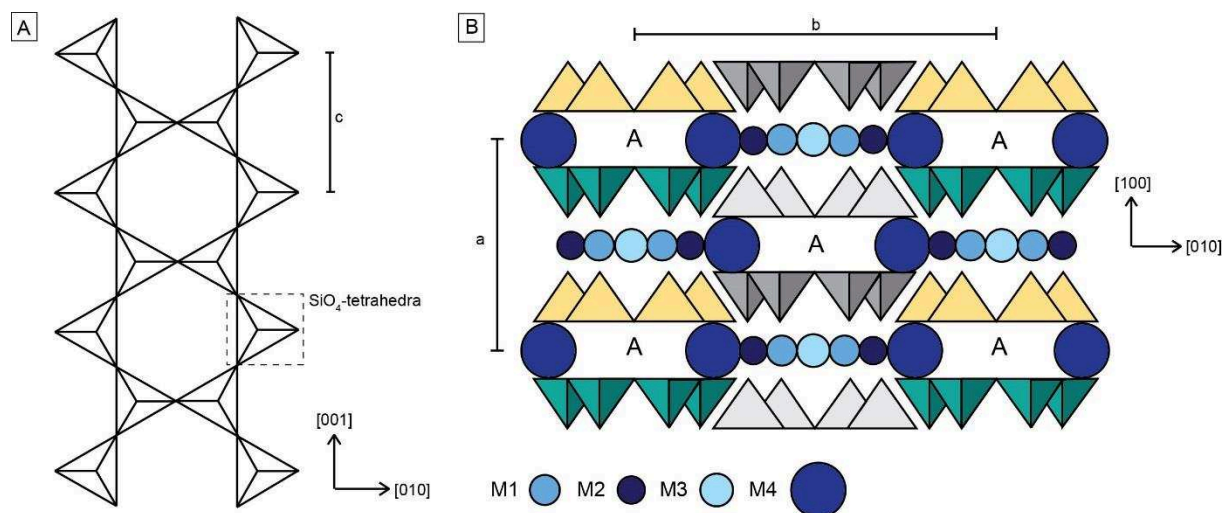 A
c
SiO4-tetrahedra
[001]
[010]
B
b
A A
a
A
A A
[100]
[010]
M1 M2 M3 M4